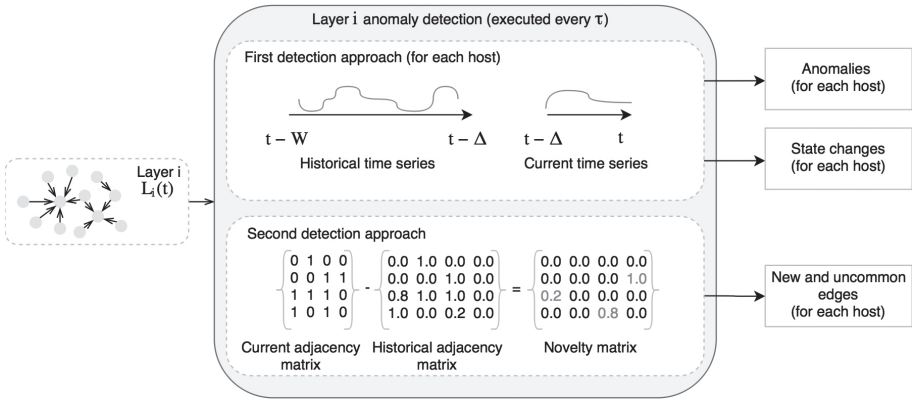 Layer i anomaly detection (executed every τ)
First detection approach (for each host)
t – W
t – Δ
Historical time series
t – Δ
t
Current time series
Layer i
Lᵢ(t)
Second detection approach
0 1 0 0
0 0 1 1
1 1 1 0
1 0 1 0
-
0.0 1.0 0.0 0.0
0.0 0.0 1.0 0.0
0.8 1.0 1.0 0.0
1.0 0.0 0.2 0.0
=
0.0 0.0 0.0 0.0
0.0 0.0 0.0 1.0
0.2 0.0 0.0 0.0
0.0 0.0 0.8 0.0
Current adjacency
matrix
Historical adjacency
matrix
Novelty matrix
Anomalies
(for each host)
State changes
(for each host)
New and uncommon
edges
(for each host)